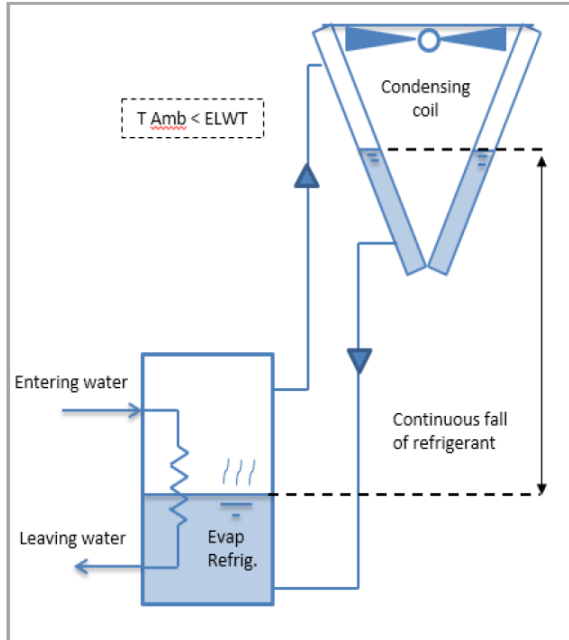 Condensing
coil
T Amb < ELWT
Entering water
Continuous fall
of refrigerant
Leaving water
Evap
Refrig.